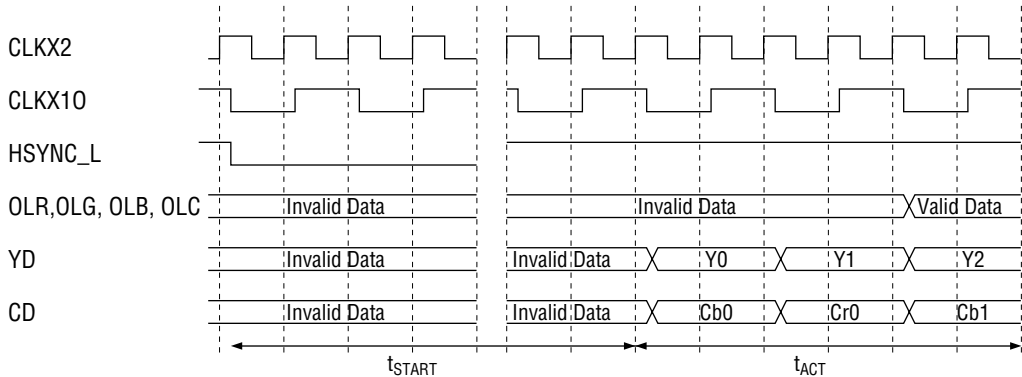 CLKX2
CLKX1O
HSYNC_L
OLR,OLG, OLB, OLC Invalid Data Invalid Data Valid Data
YD Invalid Data Invalid Data Y0 Y1 Y2
CD Invalid Data Invalid Data Cb0 Cr0 Cb1
tSTART tACT